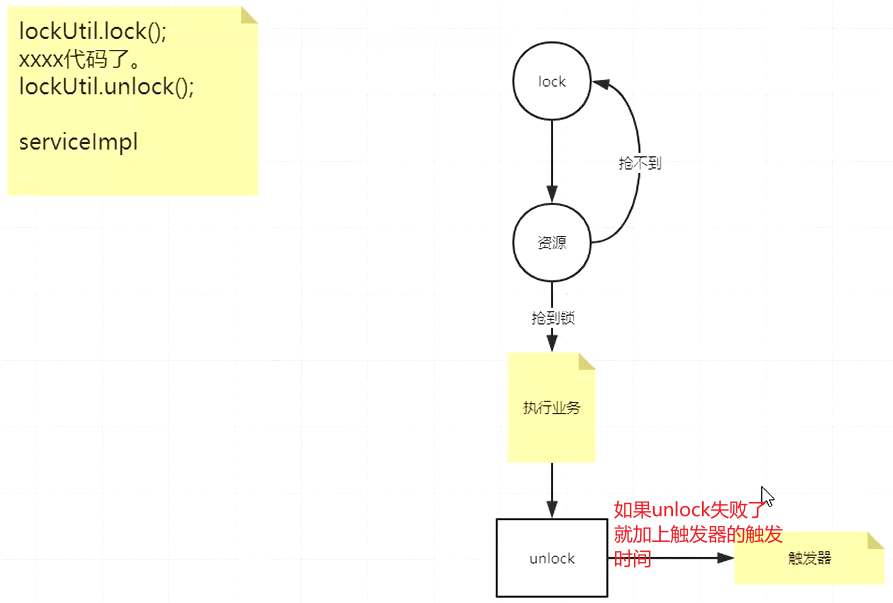 lockUtil.lock();
xxxx代码了。
lockUtil.unlock();
serviceImpl
lock
抢不到
资源
抢到锁
执行业务
如果unlock失败了
就加上触发器的触发
时间
unlock
触发器